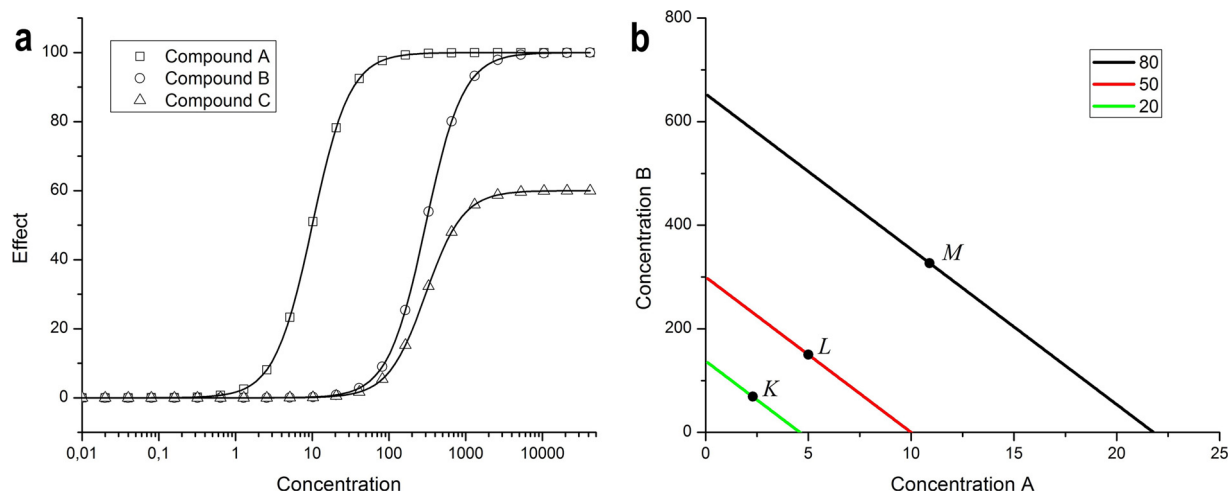 a
Compound A
Compound B
Compound C
100
80
60
40
20
0
Effect
0,01
0,1
1
10
100
1000
10000
Concentration
b
80
50
20
800
600
400
200
0
Concentration B
M
L
K
0
5
10
15
20
25
Concentration A